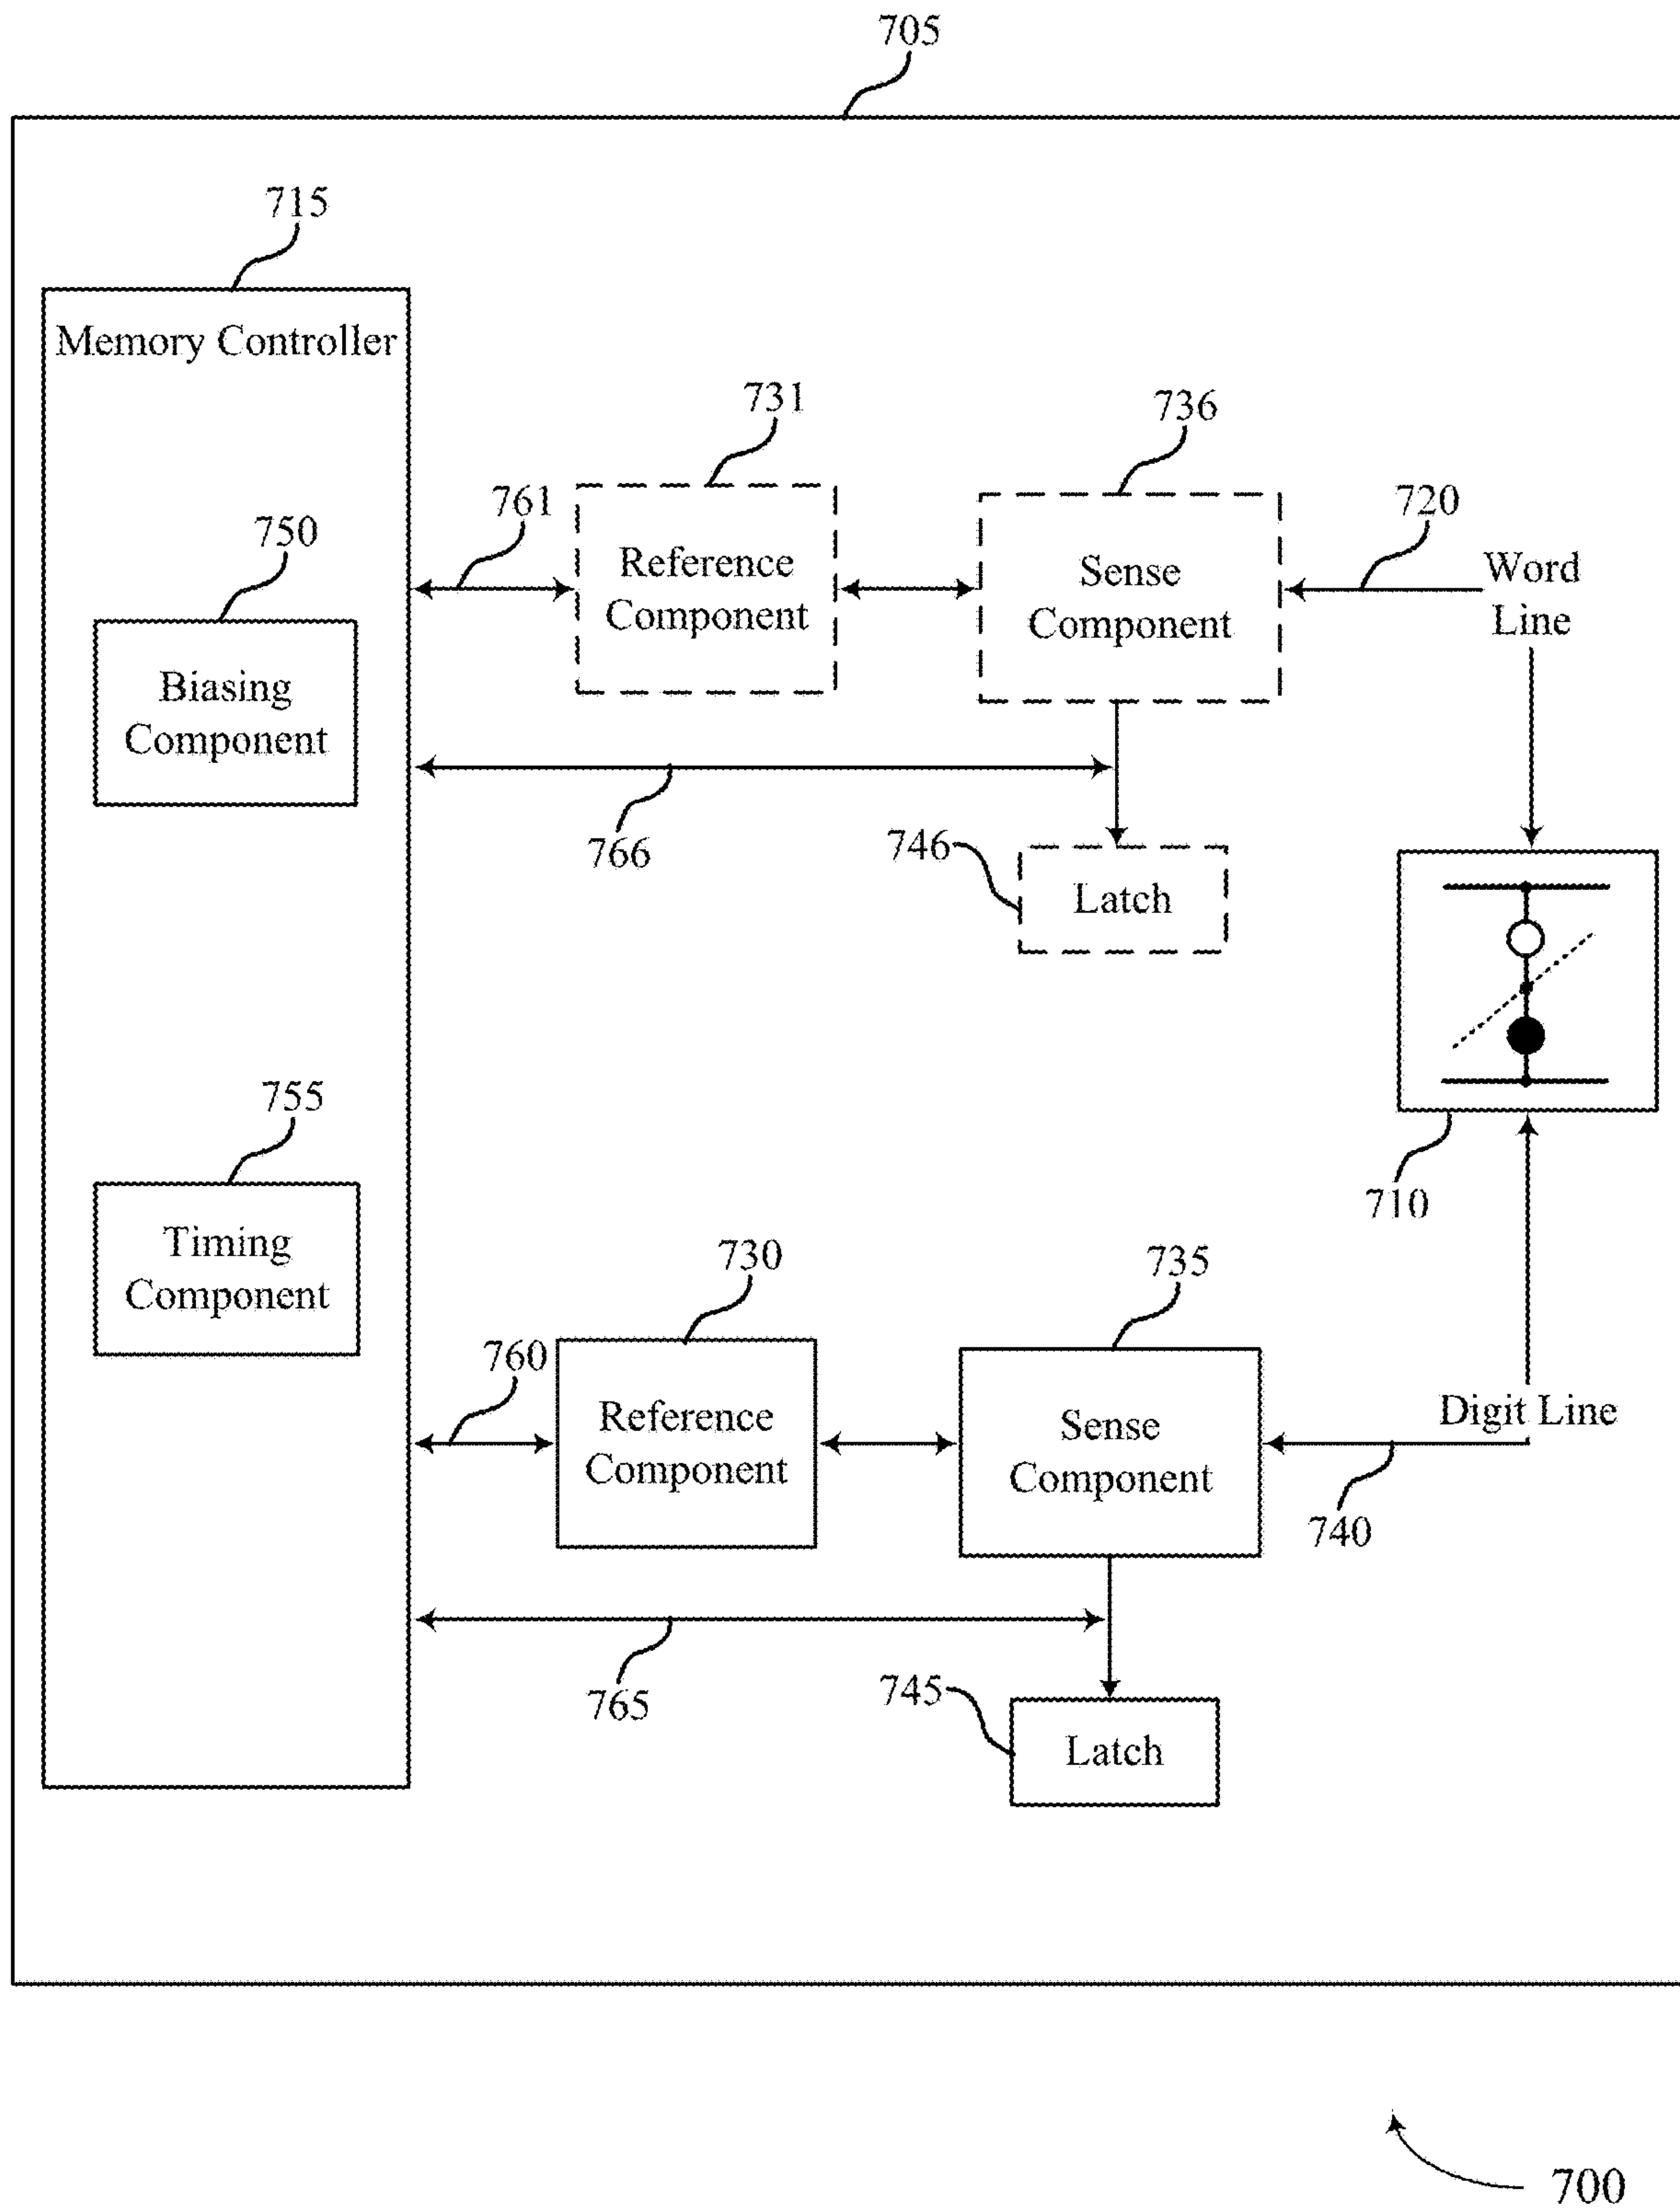 705
715
Memory Controller
731
736
761
720
750
Reference
Component
Sense
Component
Word
Line
Biasing
Component
766
746
Latch
755
710
Timing
Component
730
735
760
Reference
Component
Sense
Component
Digit Line
740
765
745
Latch
700